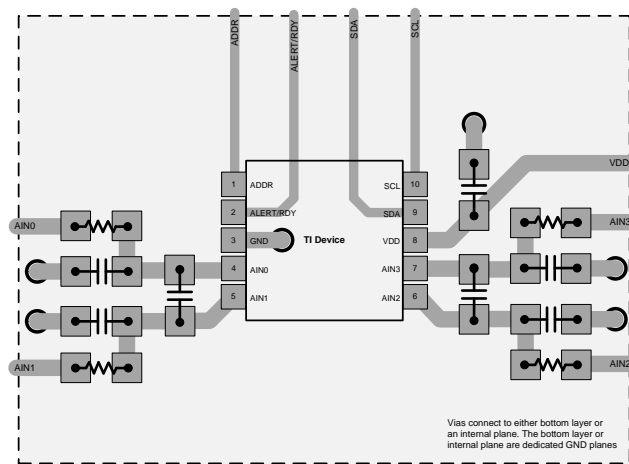 ADDR
ALERT/RDY
SDA
SCL
VDD
1 ADDR
SCL 10
2 ALERT/RDY
SDA 9
3 GND
TI Device
VDD 8
4 AIN0
AIN3 7
5 AIN1
AIN2 6
AIN0
AIN3
AIN1
AIN2
Vias connect to either bottom layer or
an internal plane. The bottom layer or
internal plane are dedicated GND planes